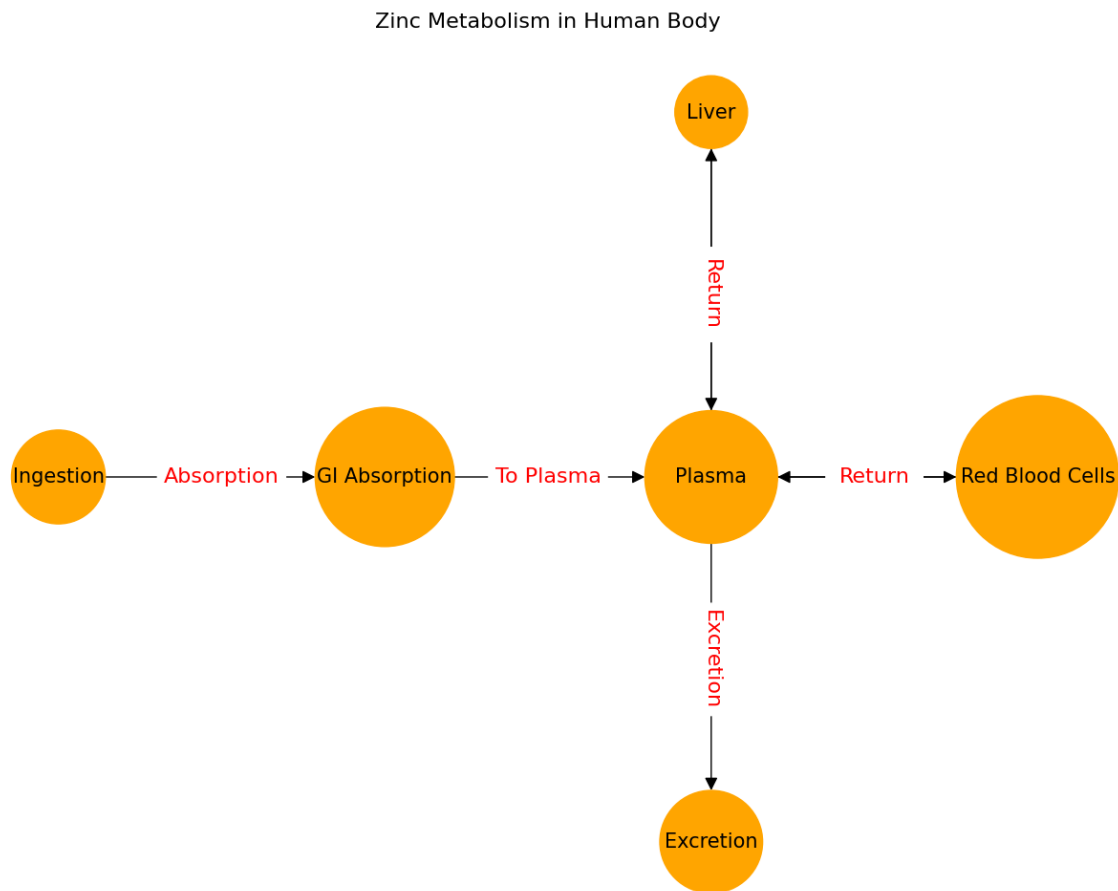 Zinc Metabolism in Human Body
Liver
Return
Ingestion
Absorption
GI Absorption
To Plasma
Plasma
Return
Red Blood Cells
Excretion
Excretion